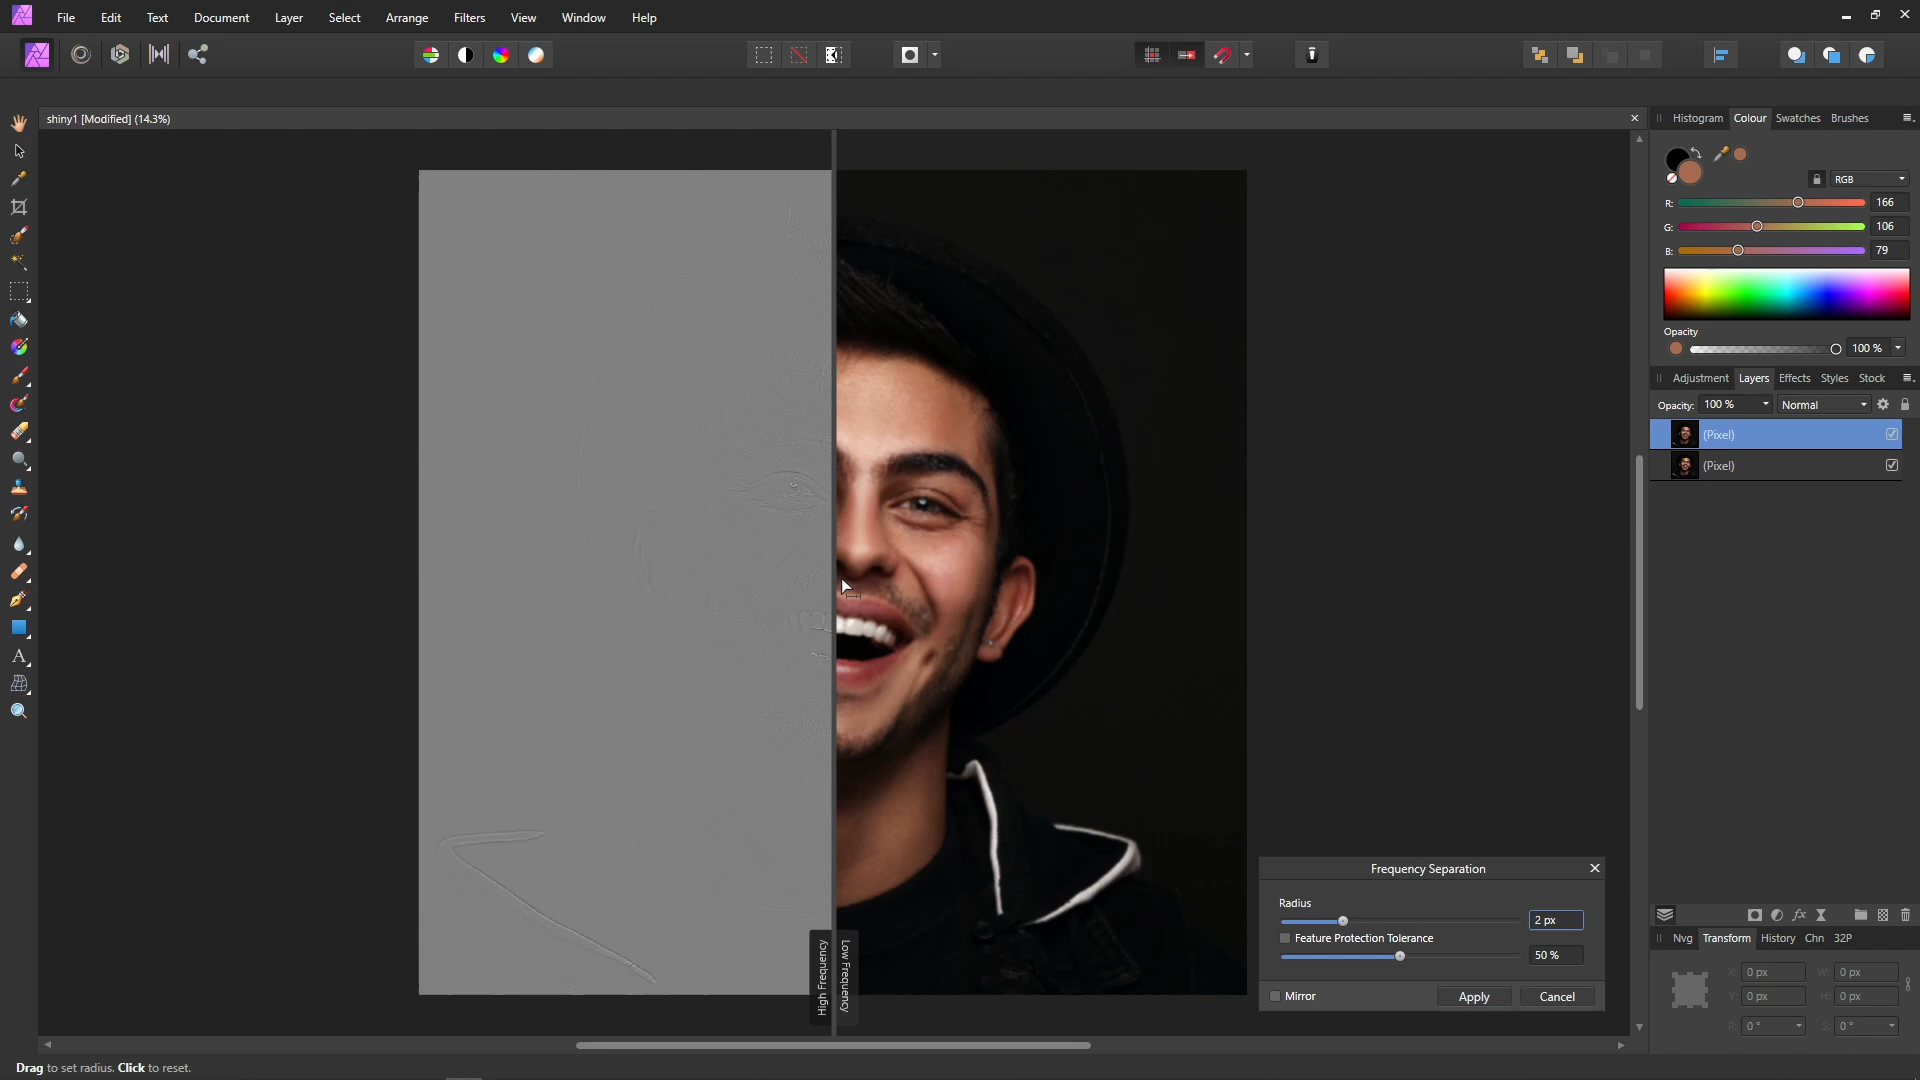 File Edit Text Document Layer Select Arrange Filters View Window Help
shiny1 [Modified] (14.3%)
Histogram Colour Swatches Brushes
RGB
R: 166
G: 106
B: 79
Opacity
100 %
Adjustment Layers Effects Styles Stock
Opacity: 100 % Normal
(Pixel)
(Pixel)
High Frequency
Low Frequency
Frequency Separation
Radius
2 px
Feature Protection Tolerance
50 %
Mirror Apply Cancel
Nvg Transform History Chn 32P
X: 0 px W: 0 px
Y: 0 px H: 0 px
R: 0 ° S: 0 °
Drag to set radius. Click to reset.